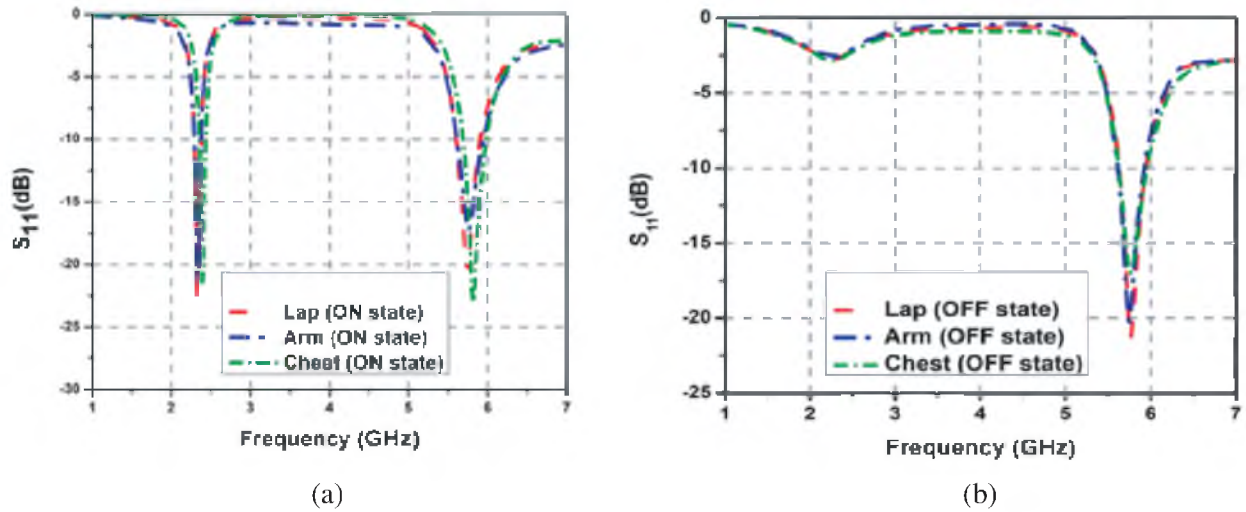 0
-5
-10
-15
-20
-25
-30
S11(dB)
1 2 3 4 5 6 7
Frequency (GHz)
Lap (ON state)
Arm (ON state)
Chest (ON state)
(a)
0
-5
-10
-15
-20
-25
S11(dB)
1 2 3 4 5 6 7
Frequency (GHz)
Lap (OFF state)
Arm (OFF state)
Chest (OFF state)
(b)